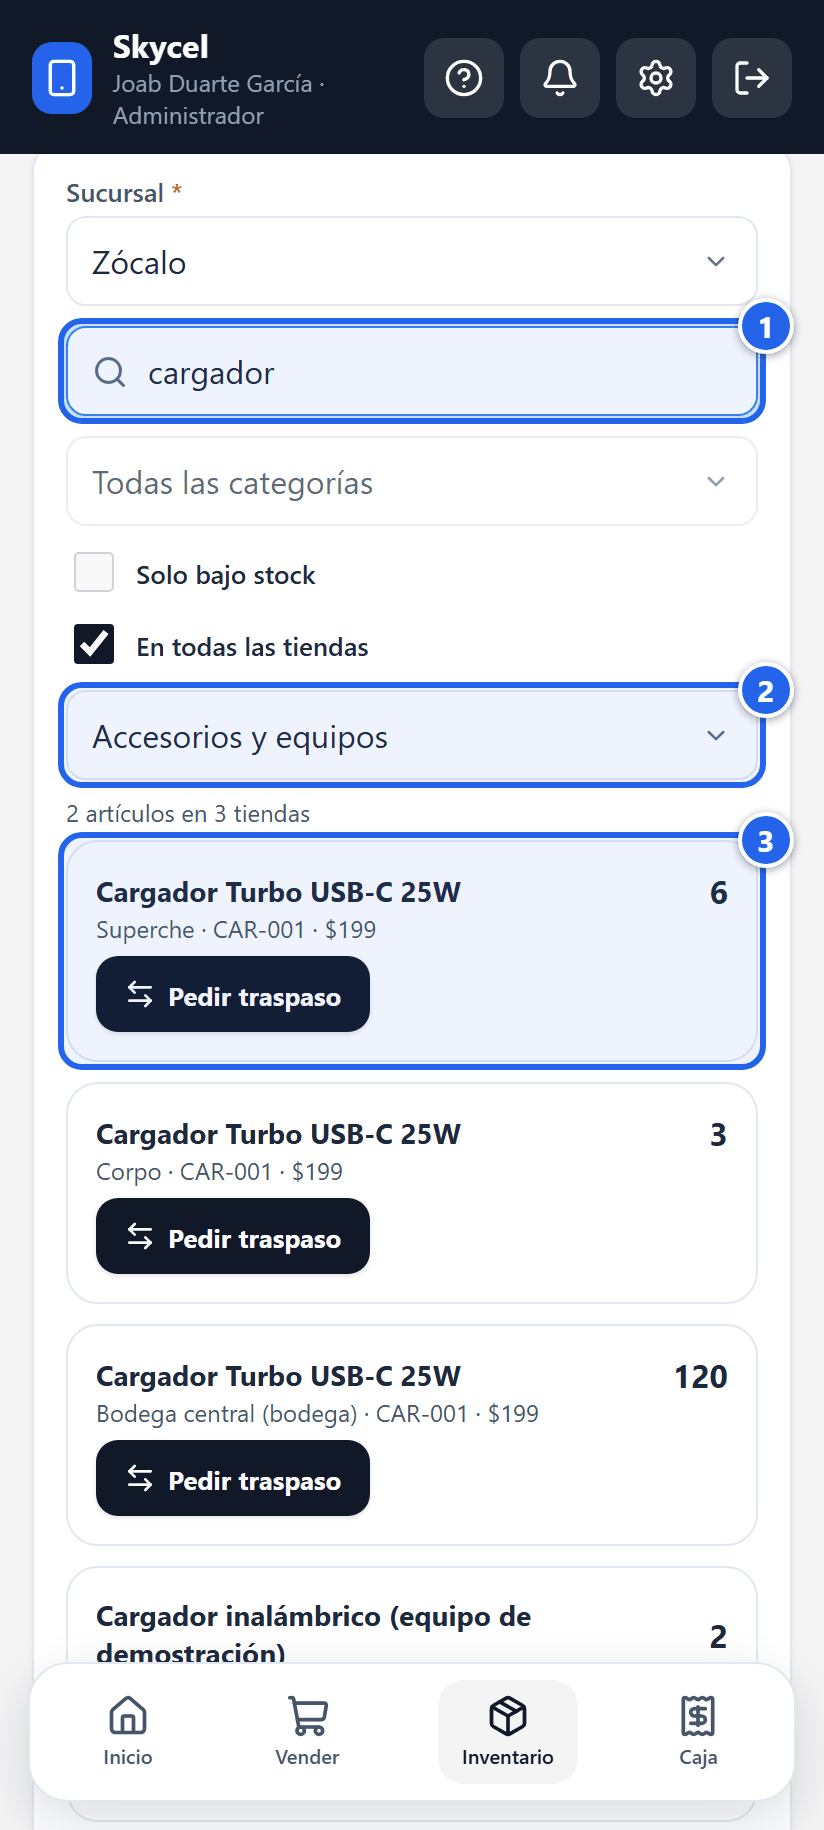 Skycel
Joab Duarte García ·
Administrador
Sucursal *
Zócalo
1
cargador
Todas las categorías
Solo bajo stock
En todas las tiendas
2
Accesorios y equipos
2 artículos en 3 tiendas
3
Cargador Turbo USB-C 25W
6
Superche · CAR-001 · $199
Pedir traspaso
Cargador Turbo USB-C 25W
3
Corpo · CAR-001 · $199
Pedir traspaso
Cargador Turbo USB-C 25W
120
Bodega central (bodega) · CAR-001 · $199
Pedir traspaso
Cargador inalámbrico (equipo de
demostración)
2
Inicio
Vender
Inventario
Caja